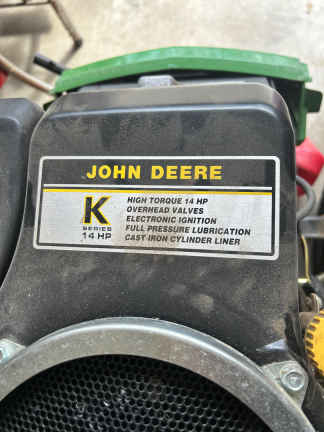 JOHN DEERE
K
SERIES
14 HP
HIGH TORQUE 14 HP
OVERHEAD VALVES
ELECTRONIC IGNITION
FULL PRESSURE LUBRICATION
CAST-IRON CYLINDER LINER